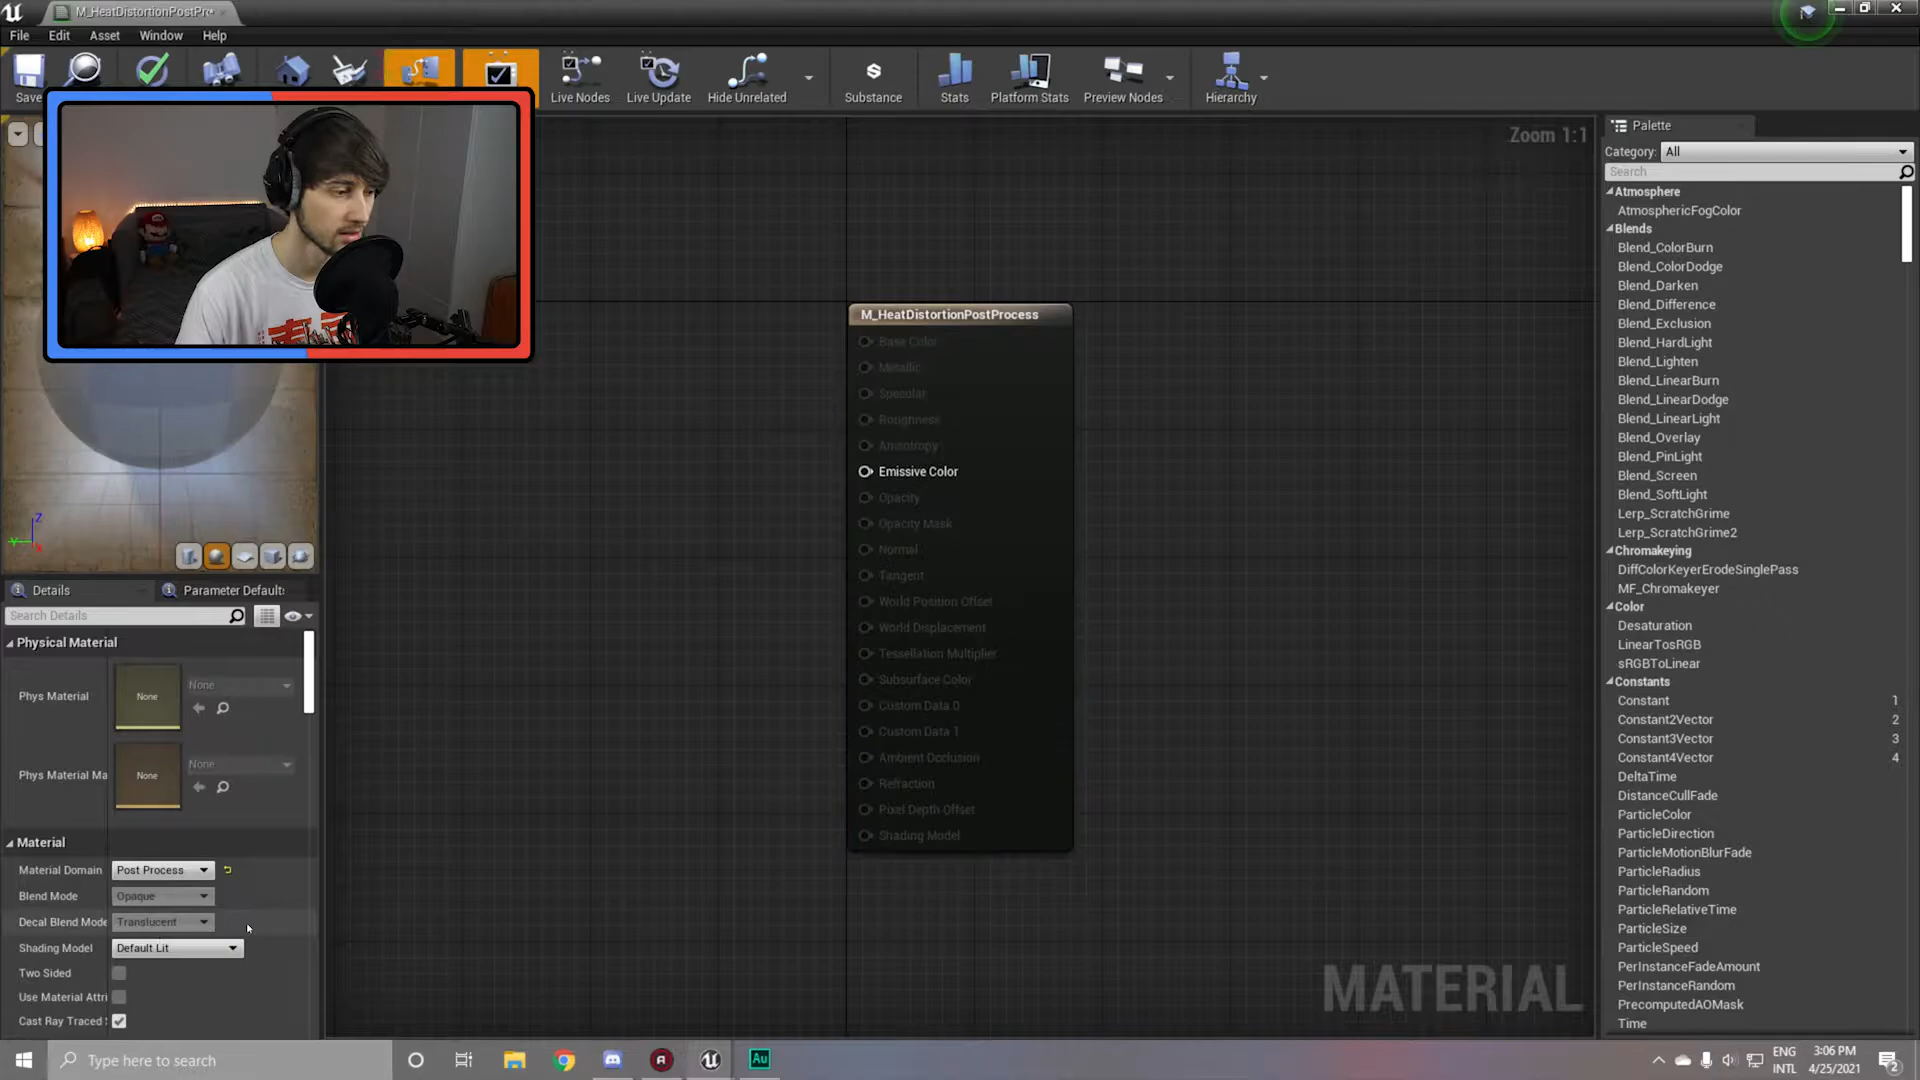 M_HeatDistortionPostPr
File Edit Asset Window Help
Save Live Nodes Live Update Hide Unrelated Substance Stats Platform Stats Preview Nodes Hierarchy
Zoom 1:1
Palette
Category: All
Search
Atmosphere
AtmosphericFogColor
Blends
Blend_ColorBurn
Blend_ColorDodge
Blend_Darken
Blend_Difference
Blend_Exclusion
Blend_HardLight
Blend_Lighten
Blend_LinearBurn
Blend_LinearDodge
Blend_LinearLight
Blend_Overlay
Blend_PinLight
Blend_Screen
Blend_SoftLight
Lerp_ScratchGrime
Lerp_ScratchGrime2
Chromakeying
DiffColorKeyerErodeSinglePass
MF_Chromakeyer
Color
Desaturation
LinearTosRGB
sRGBToLinear
Constants
Constant 1
Constant2Vector 2
Constant3Vector 3
Constant4Vector 4
DeltaTime
DistanceCullFade
ParticleColor
ParticleDirection
ParticleMotionBlurFade
ParticleRadius
ParticleRandom
ParticleRelativeTime
ParticleSize
ParticleSpeed
PerInstanceFadeAmount
PerInstanceRandom
PrecomputedAOMask
Time
M_HeatDistortionPostProcess
Base Color
Metallic
Specular
Roughness
Anisotropy
Emissive Color
Opacity
Opacity Mask
Normal
Tangent
World Position Offset
World Displacement
Tessellation Multiplier
Subsurface Color
Custom Data 0
Custom Data 1
Ambient Occlusion
Refraction
Pixel Depth Offset
Shading Model
MATERIAL
Z
Details Parameter Default
Search Details
Physical Material
Phys Material None None
Phys Material Ma None None
Material
Material Domain Post Process
Blend Mode Opaque
Decal Blend Mode Translucent
Shading Model Default Lit
Two Sided
Use Material Attri
Cast Ray Traced
Type here to search
Au
ENG 3:06 PM
INTL 4/25/2021
2